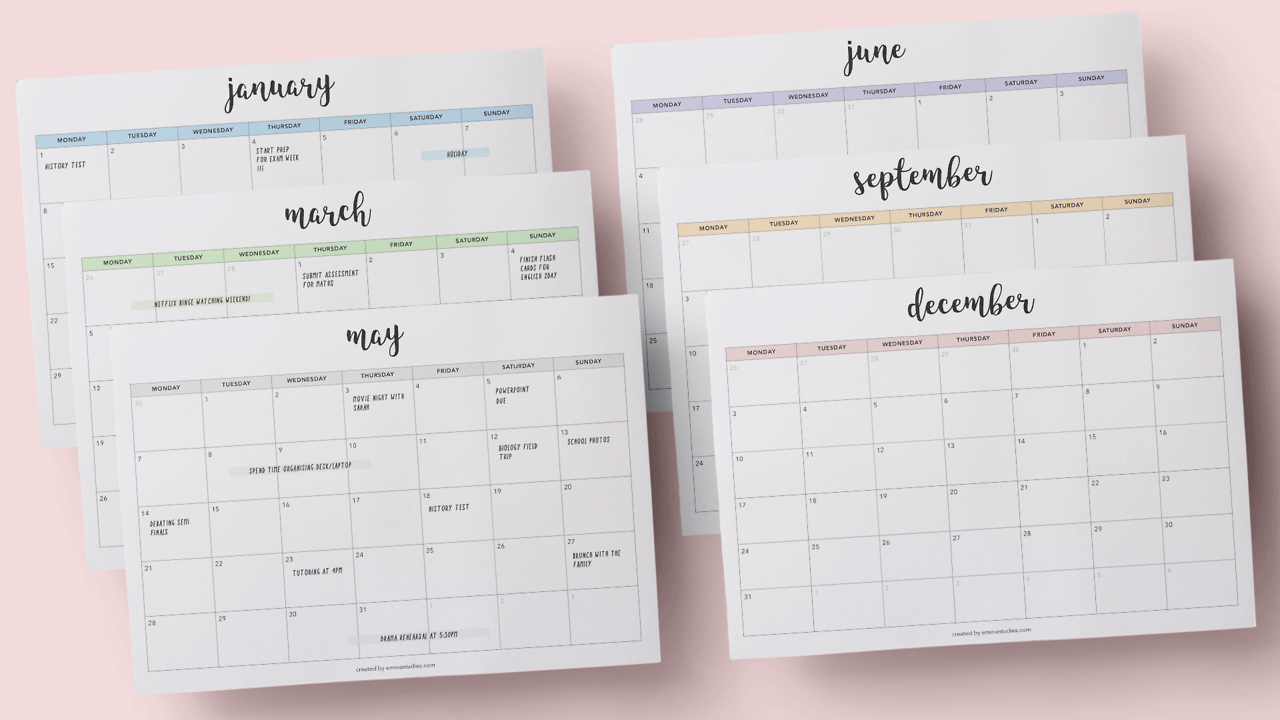 january
MONDAY TUESDAY WEDNESDAY THURSDAY FRIDAY SATURDAY SUNDAY
1 2 3 4 5 6 7
HISTORY TEST
START PREP
FOR EXAM WEEK
!!!
HOLIDAY
8
15
22
29
march
MONDAY TUESDAY WEDNESDAY THURSDAY FRIDAY SATURDAY SUNDAY
26 27 28 1 2 3 4
SUBMIT ASSESSMENT
FOR MATHS
FINISH FLASH
CARDS FOR
ENGLISH 2DAY
NETFLIX BINGE WATCHING WEEKEND!
5
12
19
26
may
MONDAY TUESDAY WEDNESDAY THURSDAY FRIDAY SATURDAY SUNDAY
30 1 2 3 4 5 6
MOVIE NIGHT WITH
SARAH
POWERPOINT
DUE
7 8 9 10 11 12 13
SPEND TIME ORGANISING DESK/LAPTOP
BIOLOGY FIELD
TRIP
SCHOOL PHOTOS
14 15 16 17 18 19 20
DEBATING SEMI
FINALS
HISTORY TEST
21 22 23 24 25 26 27
TUTORING AT 4PM
BRUNCH WITH THE
FAMILY
28 29 30 31 1 2 3
DRAMA REHEARSAL AT 5:30PM
created by emmastudies.com
june
MONDAY TUESDAY WEDNESDAY THURSDAY FRIDAY SATURDAY SUNDAY
28 29 30 31 1 2 3
4
11
18
25
september
MONDAY TUESDAY WEDNESDAY THURSDAY FRIDAY SATURDAY SUNDAY
27 28 29 30 31 1 2
3
10
17
24
december
MONDAY TUESDAY WEDNESDAY THURSDAY FRIDAY SATURDAY SUNDAY
26 27 28 29 30 1 2
3 4 5 6 7 8 9
10 11 12 13 14 15 16
17 18 19 20 21 22 23
24 25 26 27 28 29 30
31 1 2 3 4 5 6
created by emmastudies.com